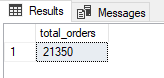 Results Messages
total_orders
1 21350